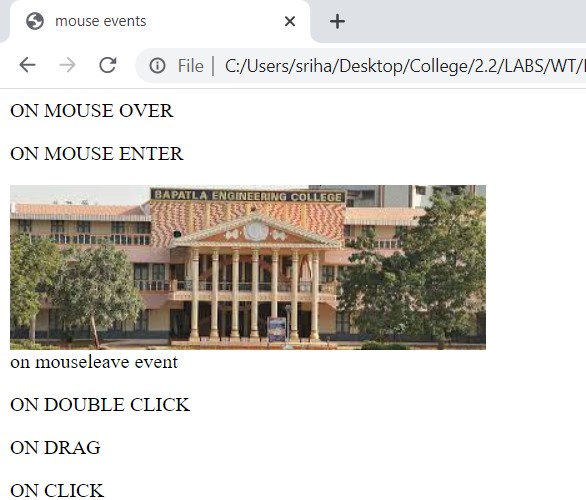 mouse events
File | C:/Users/sriha/Desktop/College/2.2/LABS/WT/
ON MOUSE OVER
ON MOUSE ENTER
BAPATLA ENGINEERING COLLEGE
on mouseleave event
ON DOUBLE CLICK
ON DRAG
ON CLICK